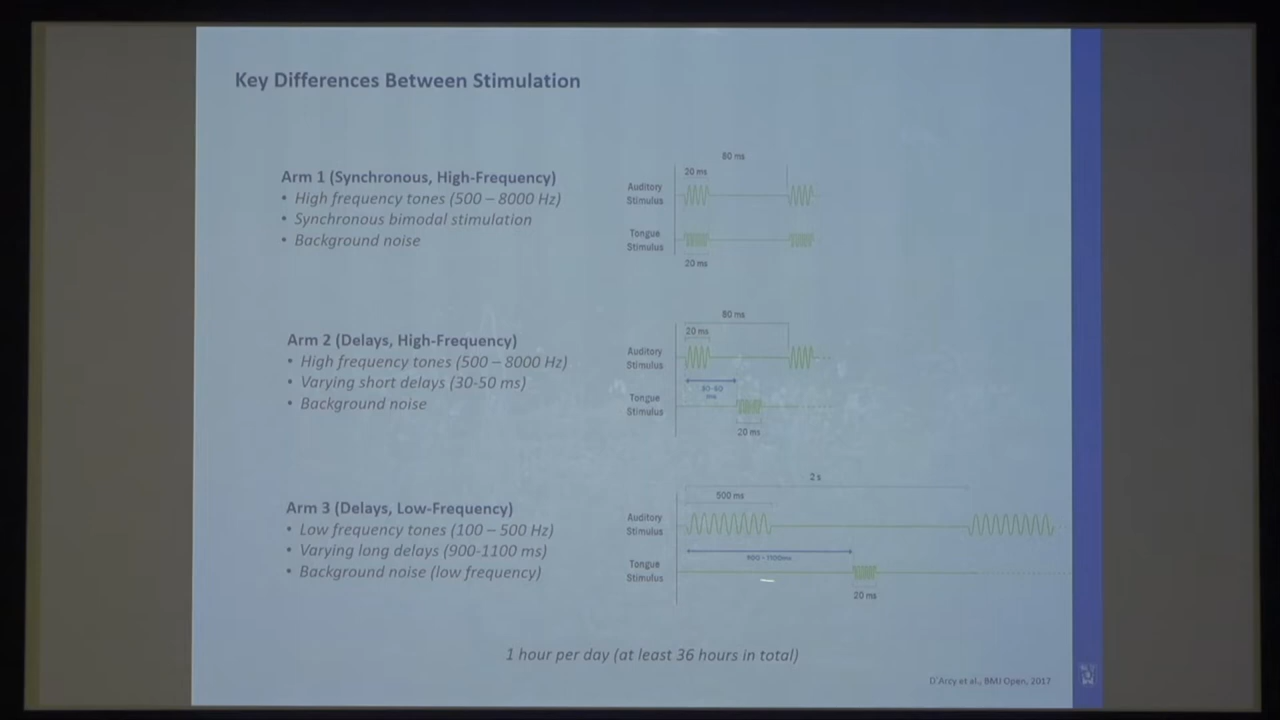 Key Differences Between Stimulation
Arm 1 (Synchronous, High-Frequency)
• High frequency tones (500 – 8000 Hz)
• Synchronous bimodal stimulation
• Background noise
80 ms
20 ms
Auditory
Stimulus
Tongue
Stimulus
20 ms
Arm 2 (Delays, High-Frequency)
• High frequency tones (500 – 8000 Hz)
• Varying short delays (30-50 ms)
• Background noise
80 ms
20 ms
Auditory
Stimulus
ms
Tongue
Stimulus
20 ms
Arm 3 (Delays, Low-Frequency)
• Low frequency tones (100 – 500 Hz)
• Varying long delays (900-1100 ms)
• Background noise (low frequency)
2 s
500 ms
Auditory
Stimulus
900 - 1100ms
Tongue
Stimulus
20 ms
1 hour per day (at least 36 hours in total)
D'Arcy et al., BMJ Open, 2017